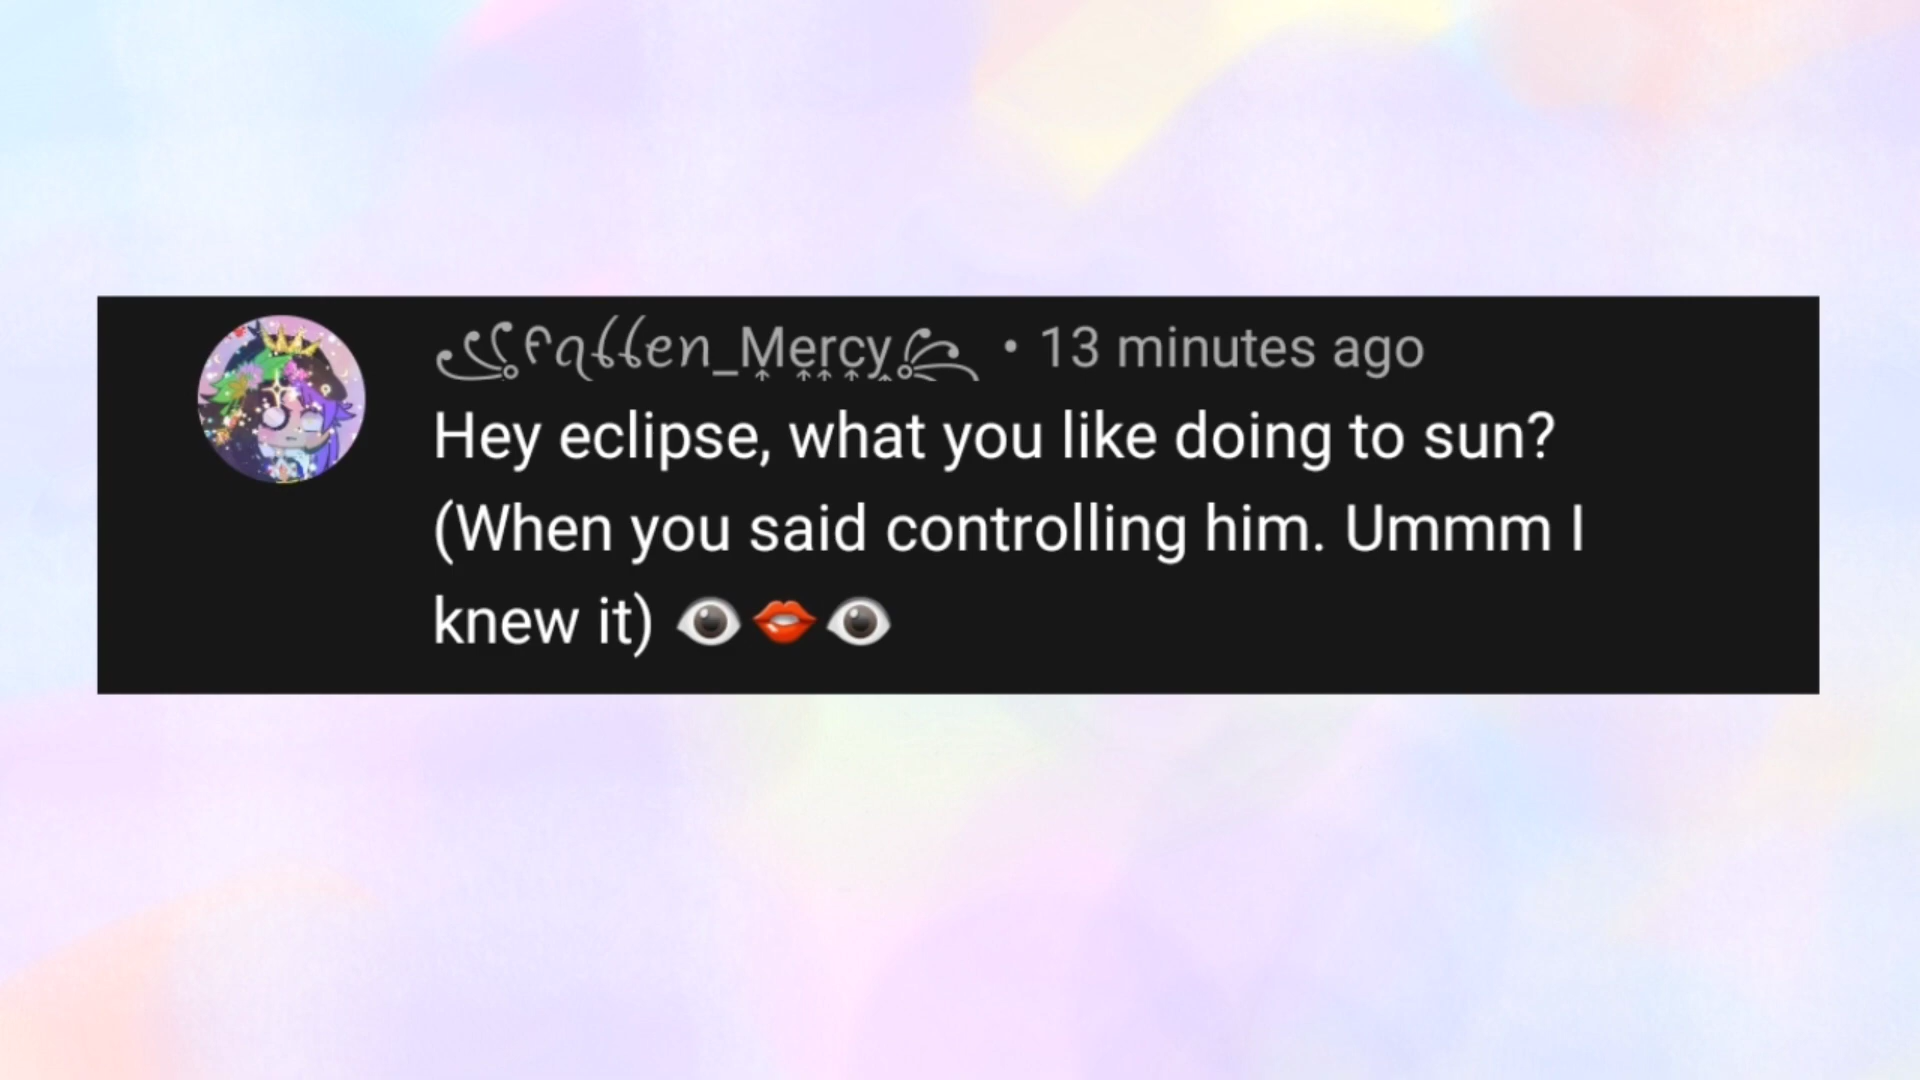 ꧁Fallen_M͎e͎r͎c͎y͎꧂ • 13 minutes ago
Hey eclipse, what you like doing to sun?
(When you said controlling him. Ummm I
knew it) 👁️👄👁️